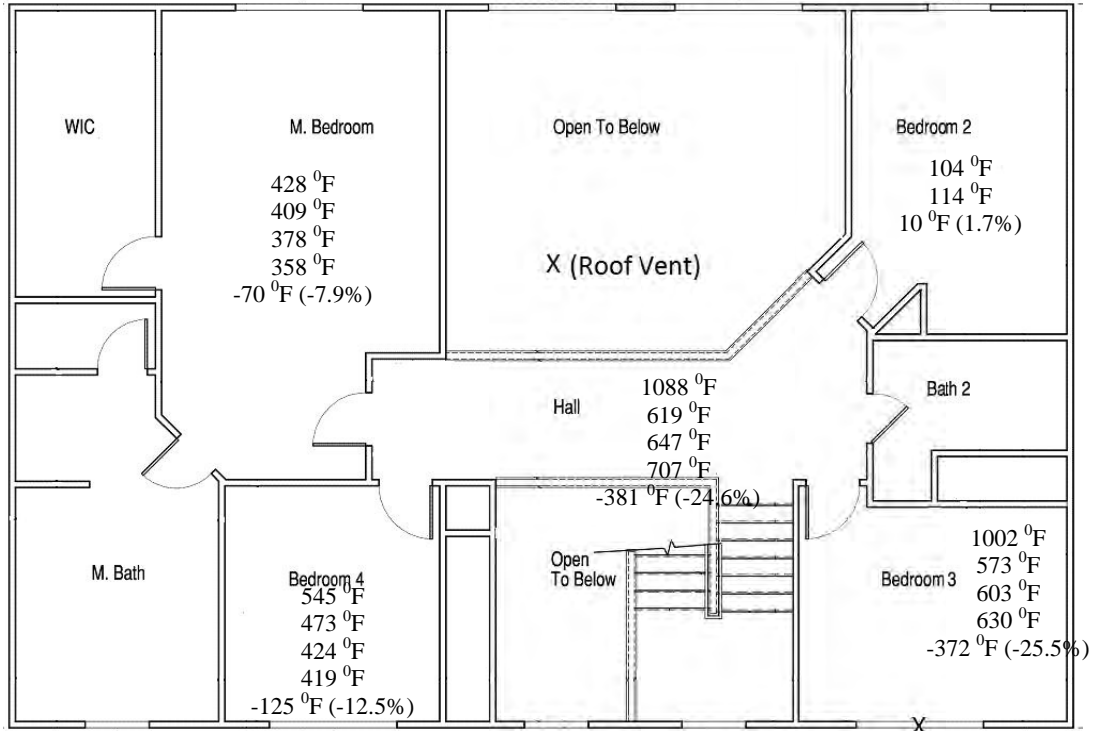 WIC
M. Bedroom
428 ⁰F
409 ⁰F
378 ⁰F
358 ⁰F
-70 ⁰F (-7.9%)
Open To Below
X (Roof Vent)
Bedroom 2
104 ⁰F
114 ⁰F
10 ⁰F (1.7%)
Hall
1088 ⁰F
619 ⁰F
647 ⁰F
707 ⁰F
-381 ⁰F (-24.6%)
Bath 2
M. Bath
Bedroom 4
545 ⁰F
473 ⁰F
424 ⁰F
419 ⁰F
-125 ⁰F (-12.5%)
Open
To Below
Bedroom 3
1002 ⁰F
573 ⁰F
603 ⁰F
630 ⁰F
-372 ⁰F (-25.5%)
X